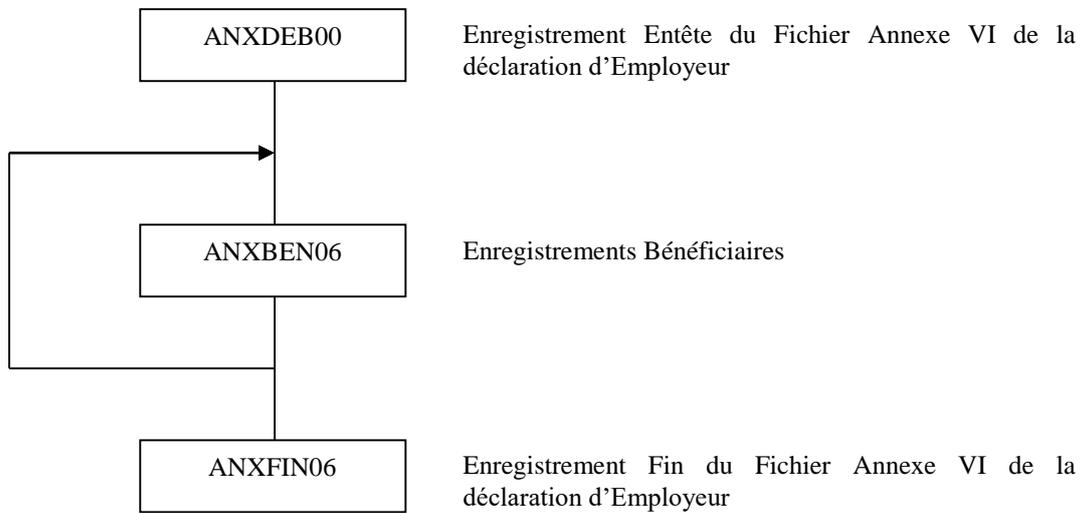 ANXDEB00
Enregistrement Entête du Fichier Annexe VI de la
déclaration d’Employeur
ANXBEN06
Enregistrements Bénéficiaires
ANXFIN06
Enregistrement Fin du Fichier Annexe VI de la
déclaration d’Employeur